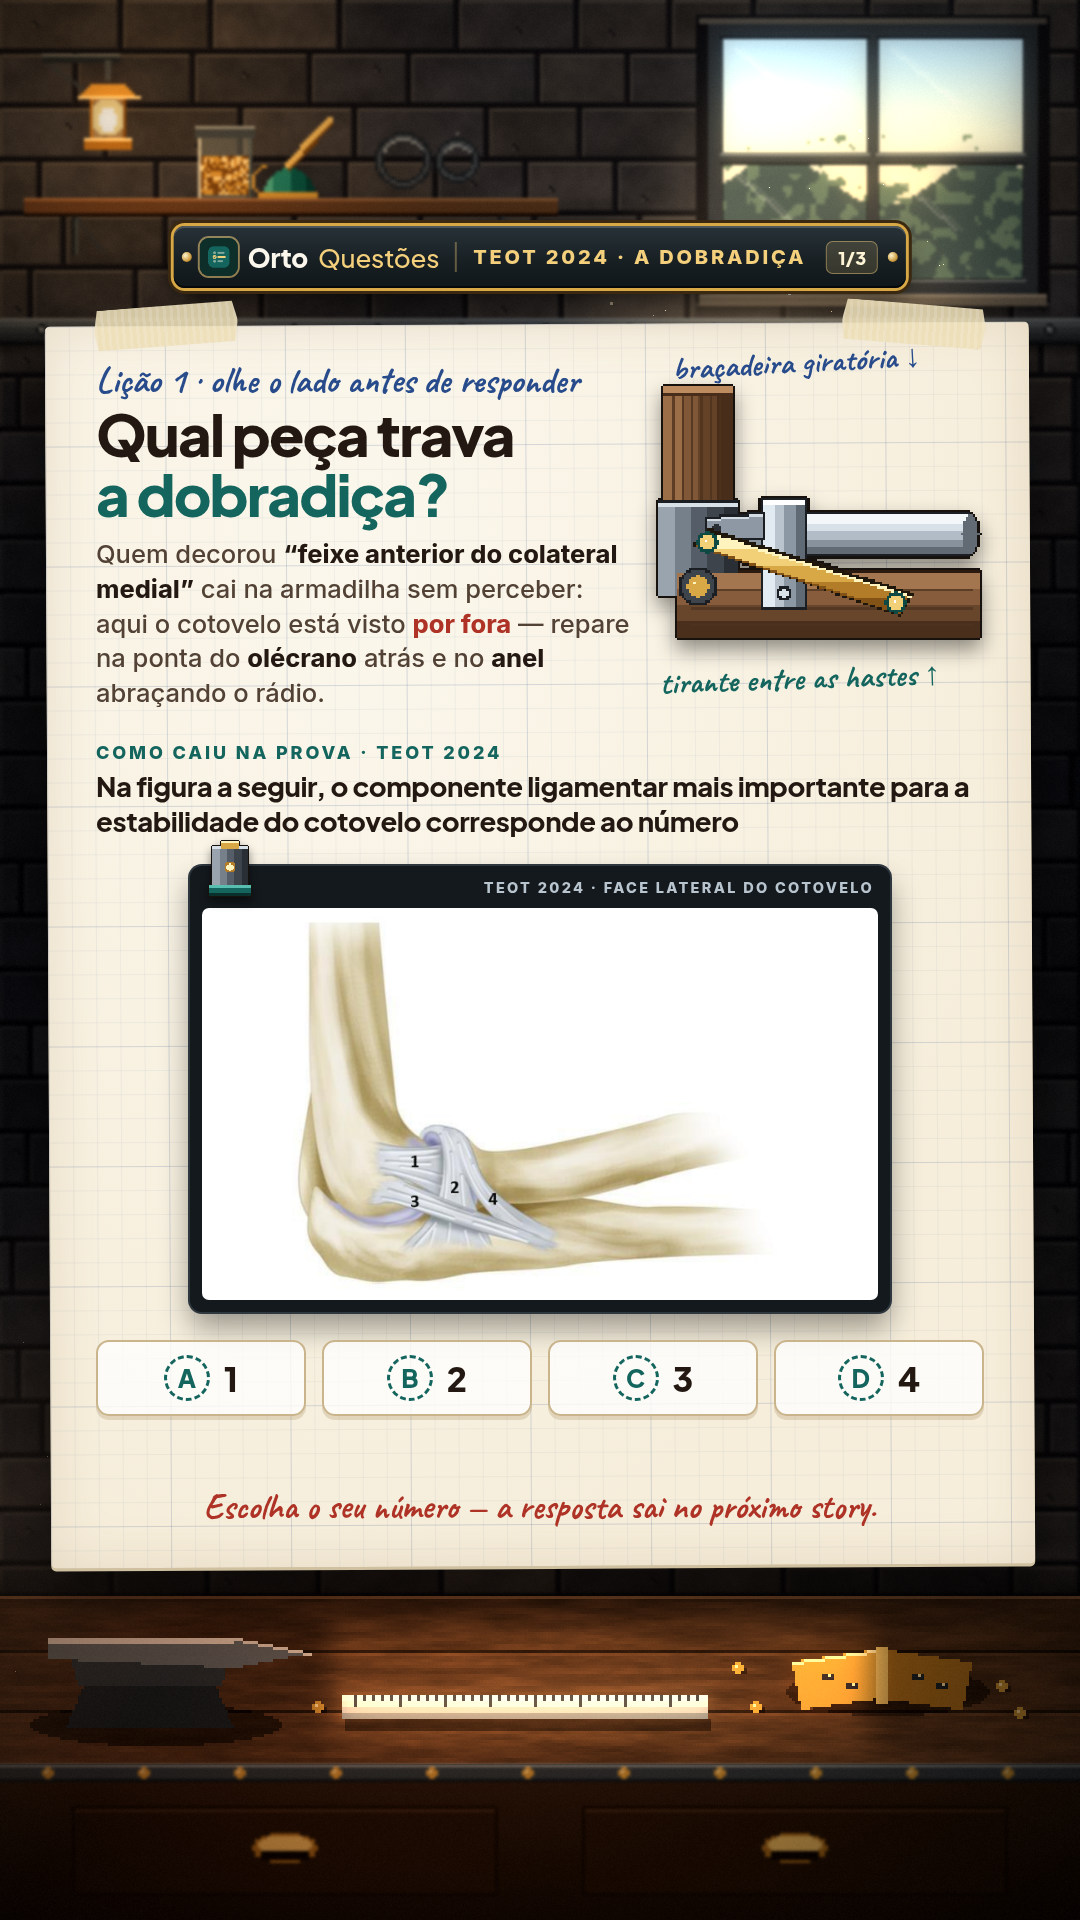 Orto Questões TEOT 2024 · A DOBRADIÇA 1/3
Lição 1 · olhe o lado antes de responder
braçadeira giratória ↓
Qual peça trava
a dobradiça?
Quem decorou “feixe anterior do colateral
medial” cai na armadilha sem perceber:
aqui o cotovelo está visto por fora — repare
na ponta do olécrano atrás e no anel
abraçando o rádio.
tirante entre as hastes ↑
COMO CAIU NA PROVA · TEOT 2024
Na figura a seguir, o componente ligamentar mais importante para a
estabilidade do cotovelo corresponde ao número
TEOT 2024 · FACE LATERAL DO COTOVELO
1
2
3
4
A 1
B 2
C 3
D 4
Escolha o seu número — a resposta sai no próximo story.